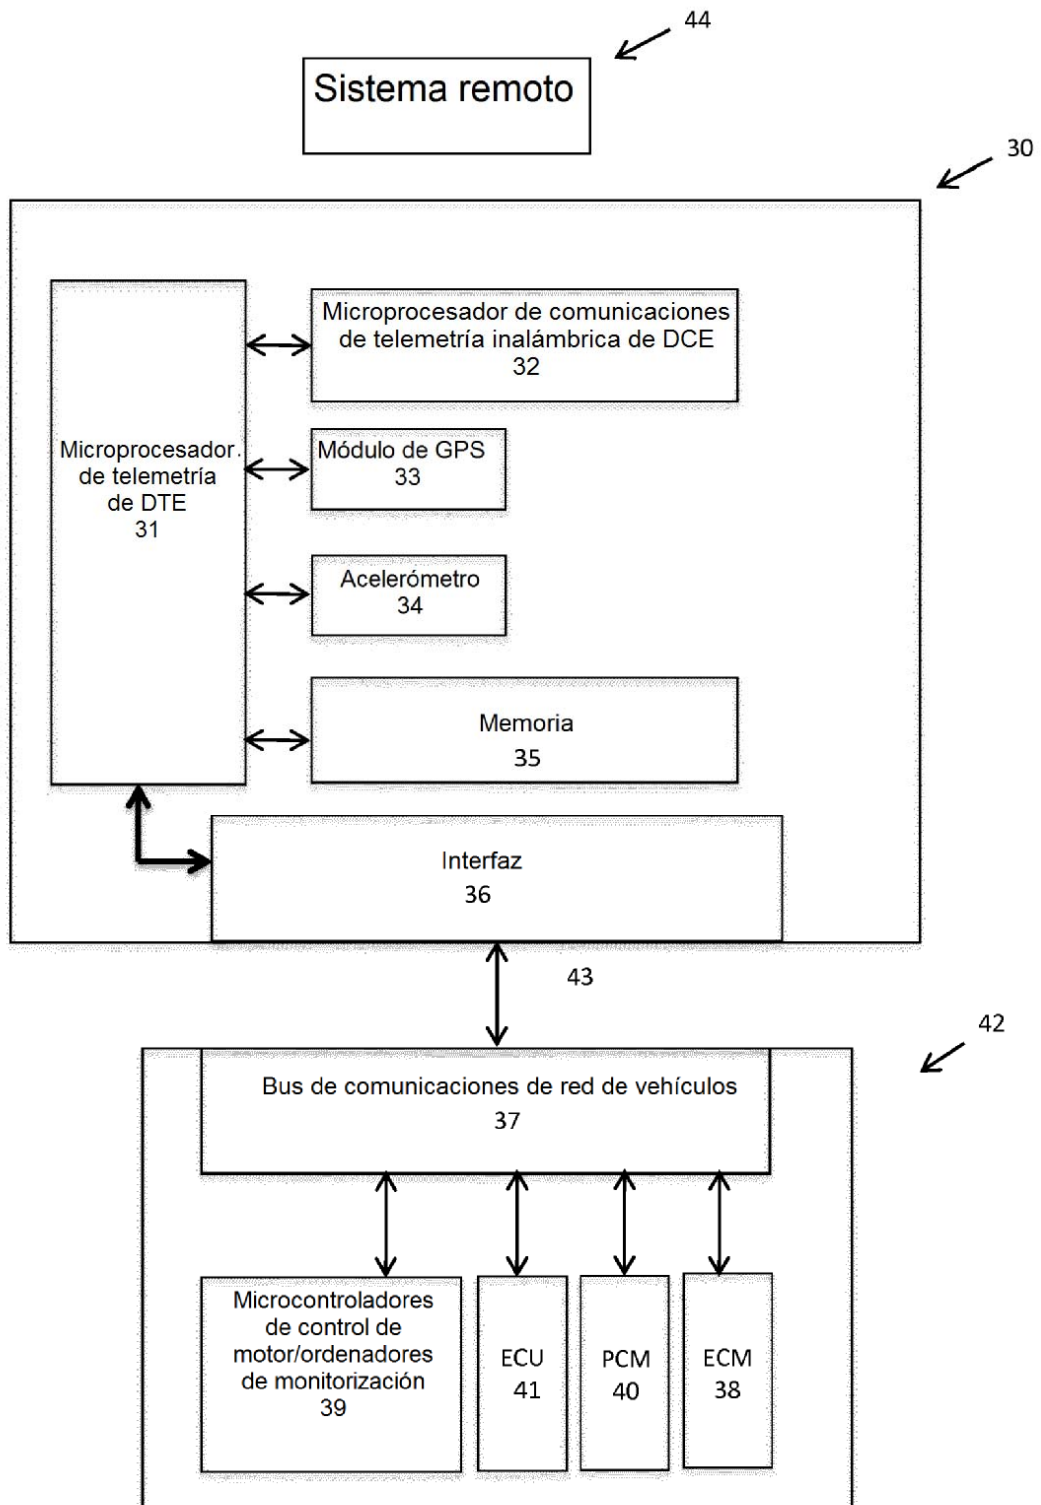 44
Sistema remoto
30
Microprocesador de comunicaciones
de telemetría inalámbrica de DCE
32
Microprocesador
de telemetría
de DTE
31
Módulo de GPS
33
Acelerómetro
34
Memoria
35
Interfaz
36
43
42
Bus de comunicaciones de red de vehículos
37
Microcontroladores
de control de
motor/ordenadores
de monitorización
39
ECU
41
PCM
40
ECM
38